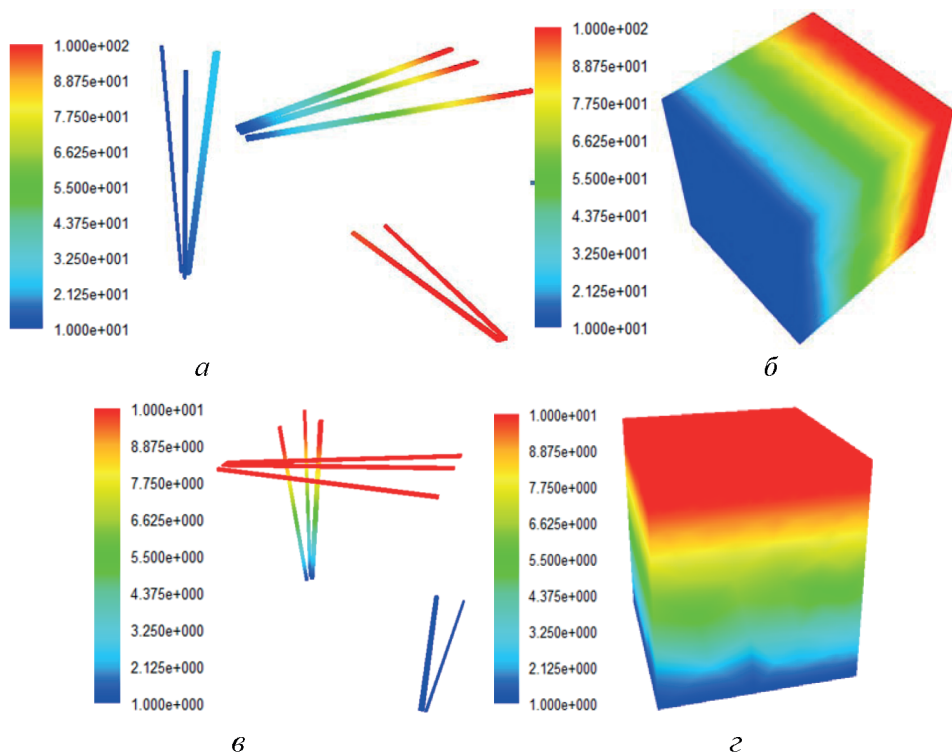 1.000e+002
8.875e+001
7.750e+001
6.625e+001
5.500e+001
4.375e+001
3.250e+001
2.125e+001
1.000e+001
а
1.000e+002
8.875e+001
7.750e+001
6.625e+001
5.500e+001
4.375e+001
3.250e+001
2.125e+001
1.000e+001
б
1.000e+001
8.875e+000
7.750e+000
6.625e+000
5.500e+000
4.375e+000
3.250e+000
2.125e+000
1.000e+000
в
1.000e+001
8.875e+000
7.750e+000
6.625e+000
5.500e+000
4.375e+000
3.250e+000
2.125e+000
1.000e+000
г